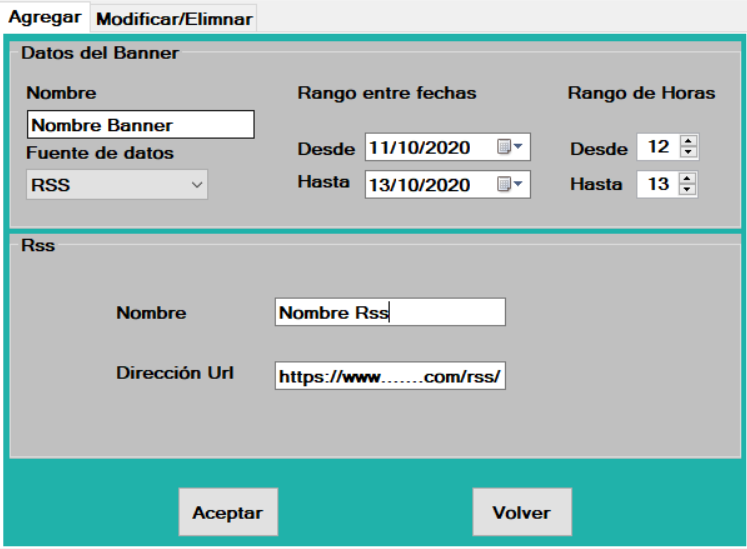 Agregar Modificar/Elimnar
Datos del Banner
Nombre Rango entre fechas Rango de Horas
Nombre Banner
Fuente de datos Desde 11/10/2020 Desde 12
RSS Hasta 13/10/2020 Hasta 13
Rss
Nombre Nombre Rss
Dirección Url https://www.......com/rss/
Aceptar Volver